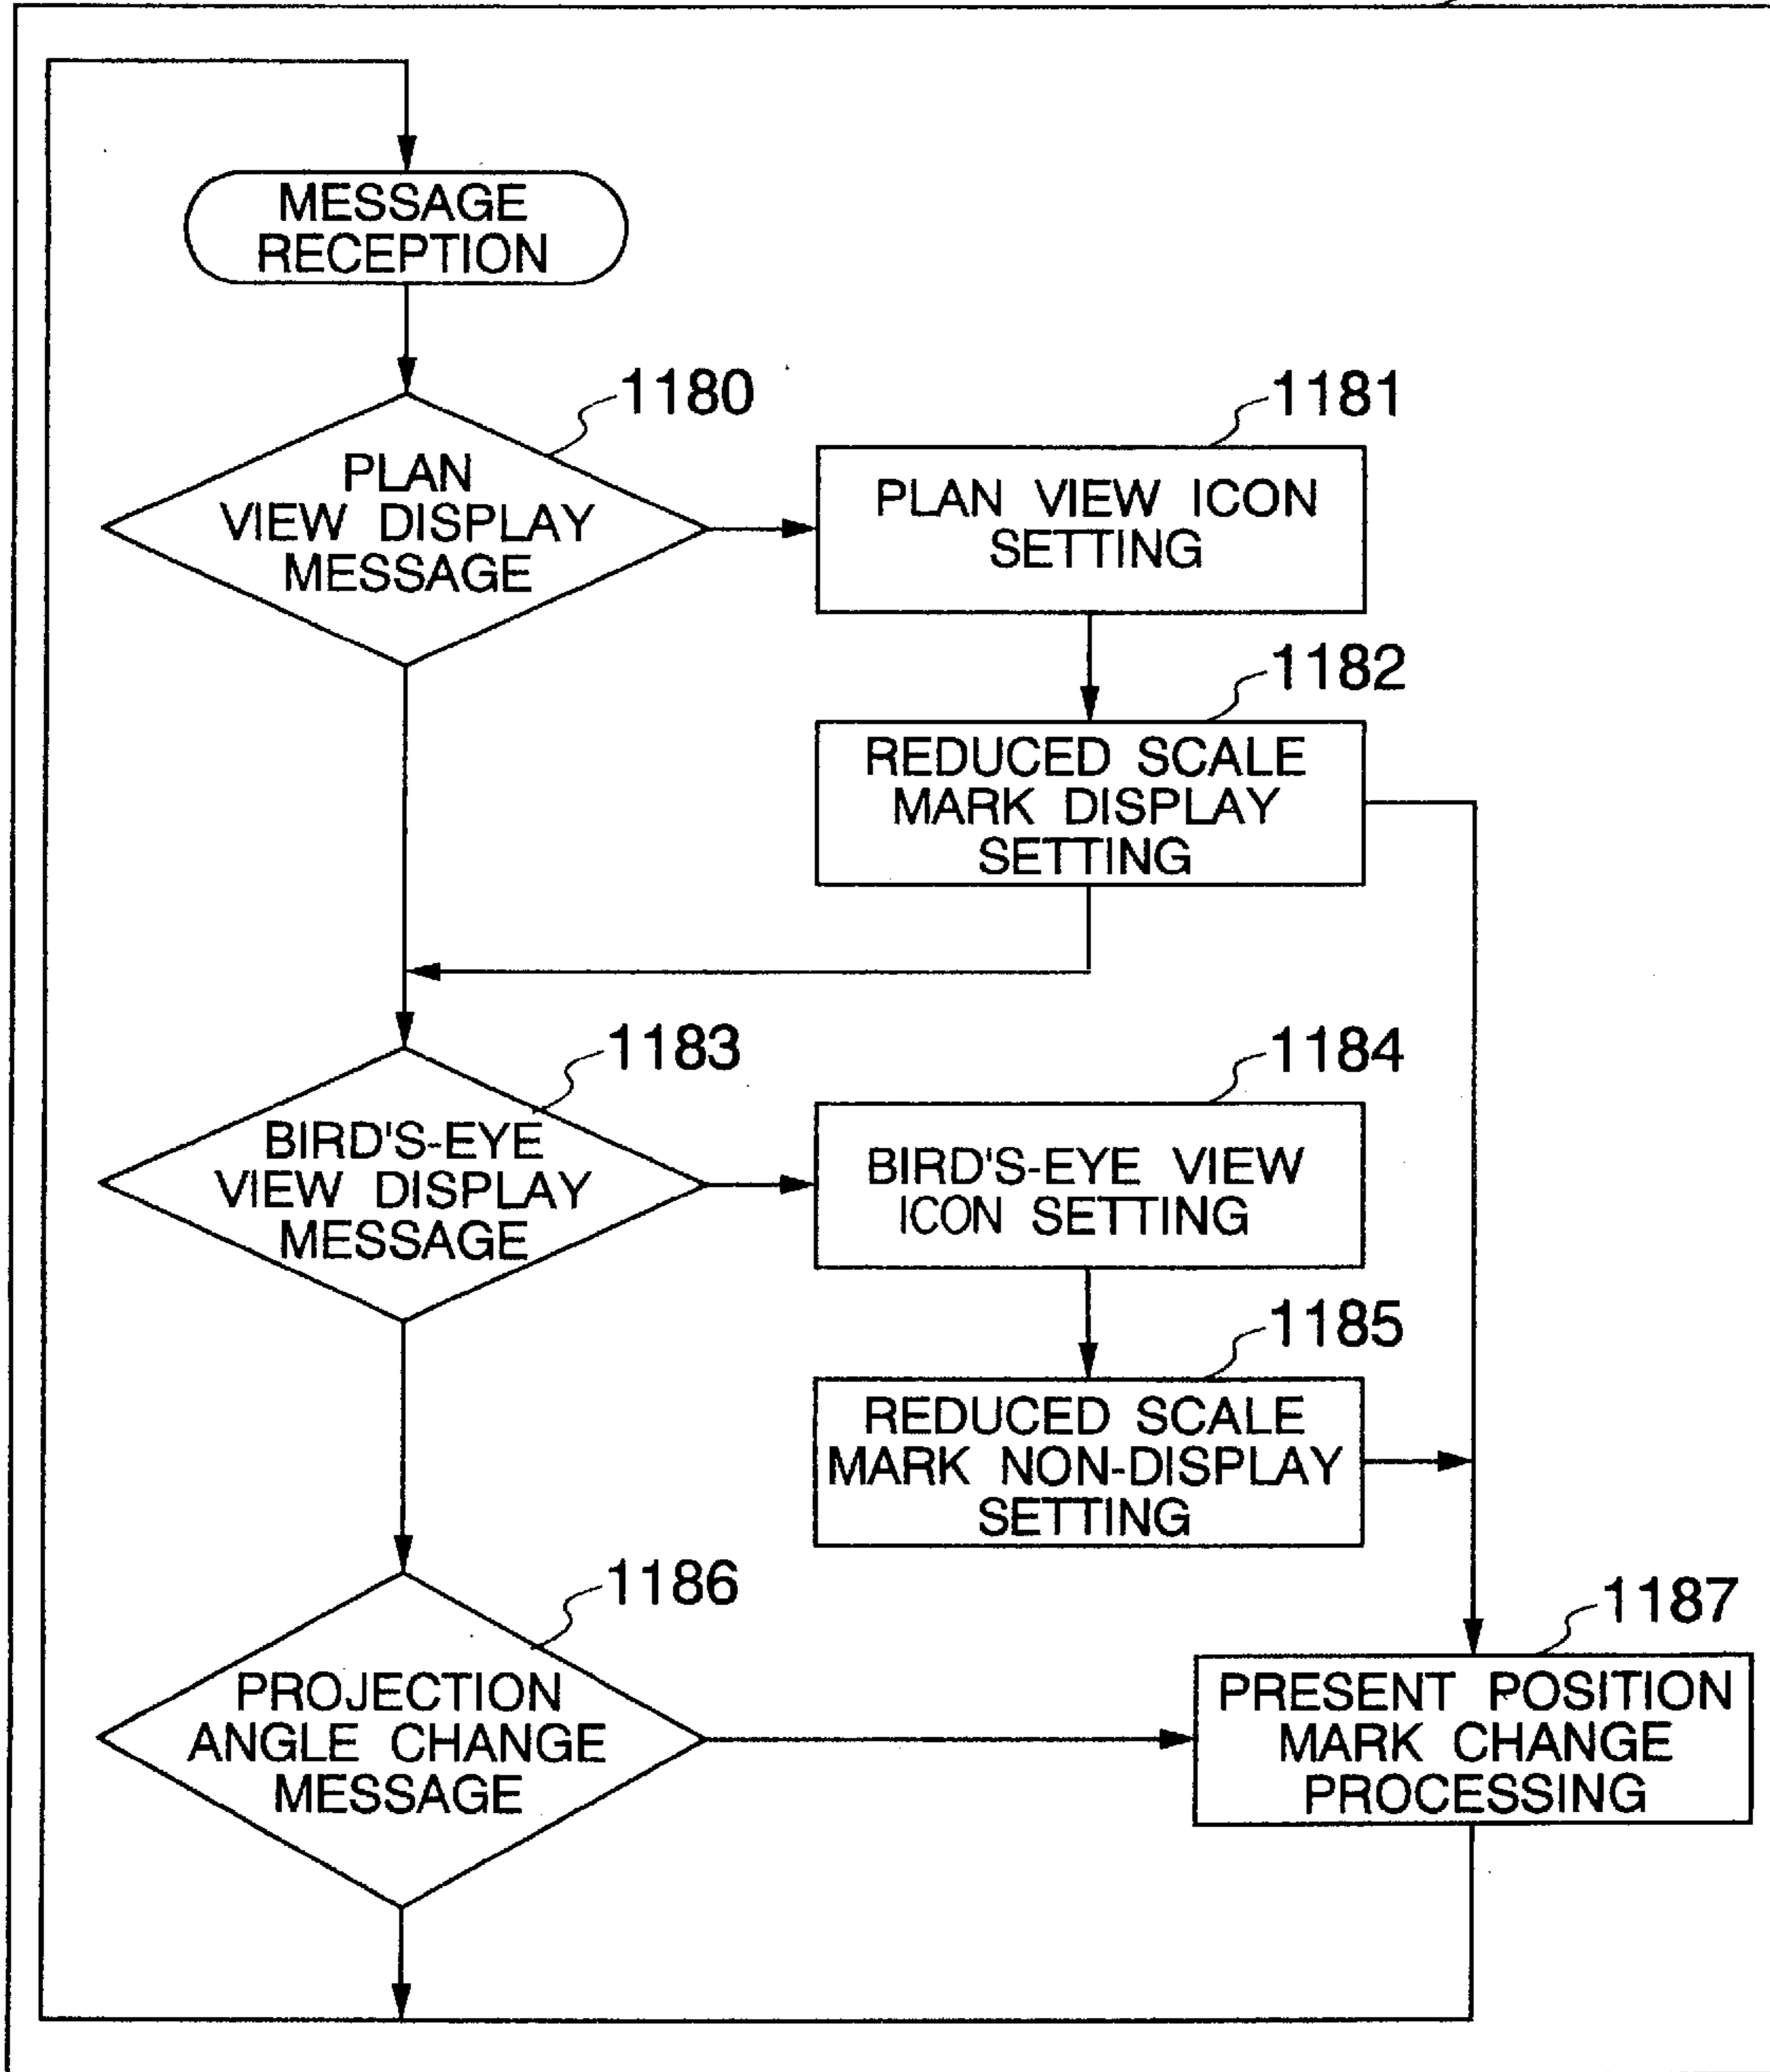 MESSAGE
RECEPTION
1180
PLAN
VIEW DISPLAY
MESSAGE
1181
PLAN VIEW ICON
SETTING
1182
REDUCED SCALE
MARK DISPLAY
SETTING
1183
BIRD'S-EYE
VIEW DISPLAY
MESSAGE
1184
BIRD'S-EYE VIEW
ICON SETTING
1185
REDUCED SCALE
MARK NON-DISPLAY
SETTING
1186
PROJECTION
ANGLE CHANGE
MESSAGE
1187
PRESENT POSITION
MARK CHANGE
PROCESSING